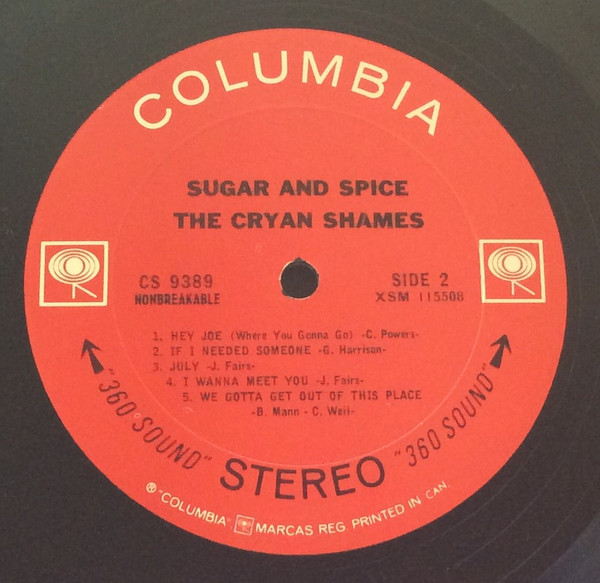 COLUMBIA
SUGAR AND SPICE
THE CRYAN SHAMES
CS 9389
NONBREAKABLE
SIDE 2
XSM 115508
1. HEY JOE (Where You Gonna Go) -C. Powers-
2. IF I NEEDED SOMEONE -G. Harrison-
3. JULY -J. Fairs-
4. I WANNA MEET YOU -J. Fairs-
5. WE GOTTA GET OUT OF THIS PLACE
-B. Mann - C. Weil-
"360 SOUND" STEREO "360 SOUND"
® "COLUMBIA", MARCAS REG. PRINTED IN CAN.